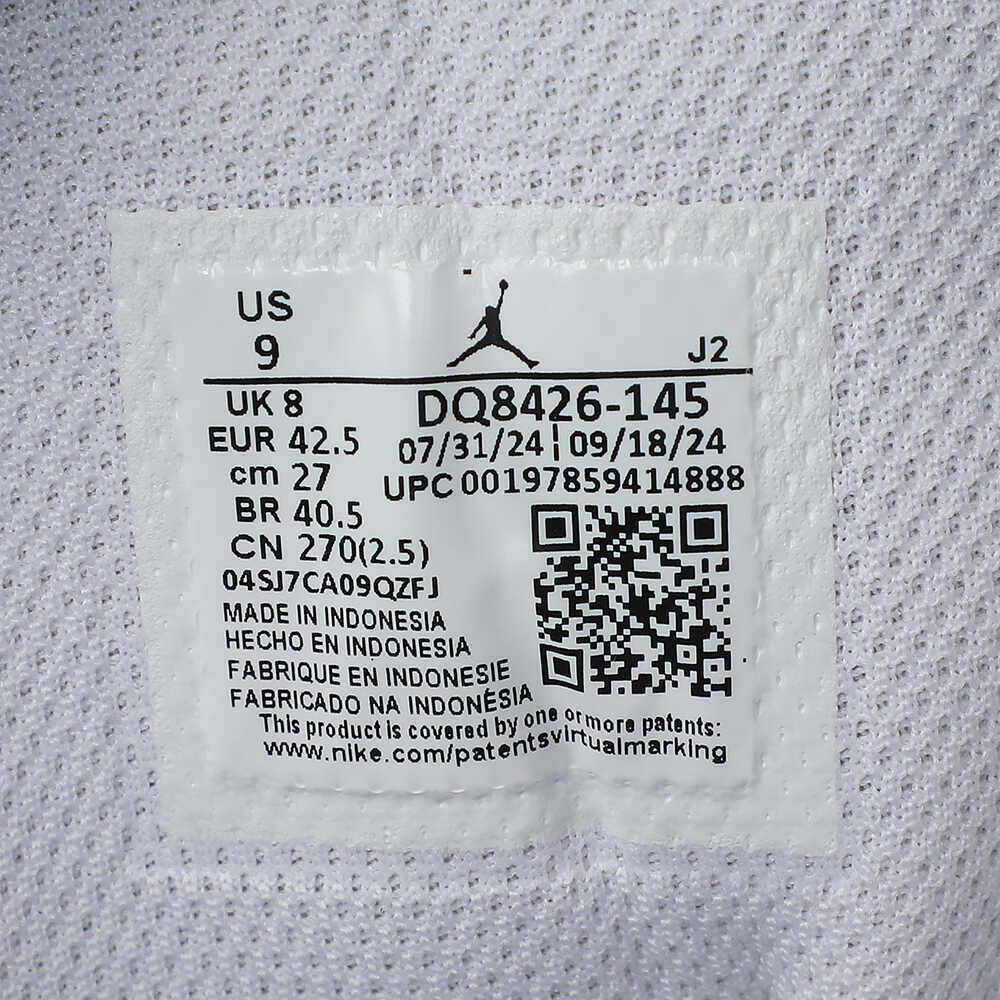 US
9
J2
UK 8
DQ8426-145
EUR 42.5
07/31/24 | 09/18/24
cm 27
UPC 00197859414888
BR 40.5
CN 270(2.5)
04SJ7CA09QZFJ
MADE IN INDONESIA
HECHO EN INDONESIA
FABRIQUE EN INDONESIE
FABRICADO NA INDONÉSIA
This product is covered by one or more patents:
www.nike.com/patentsvirtualmarking